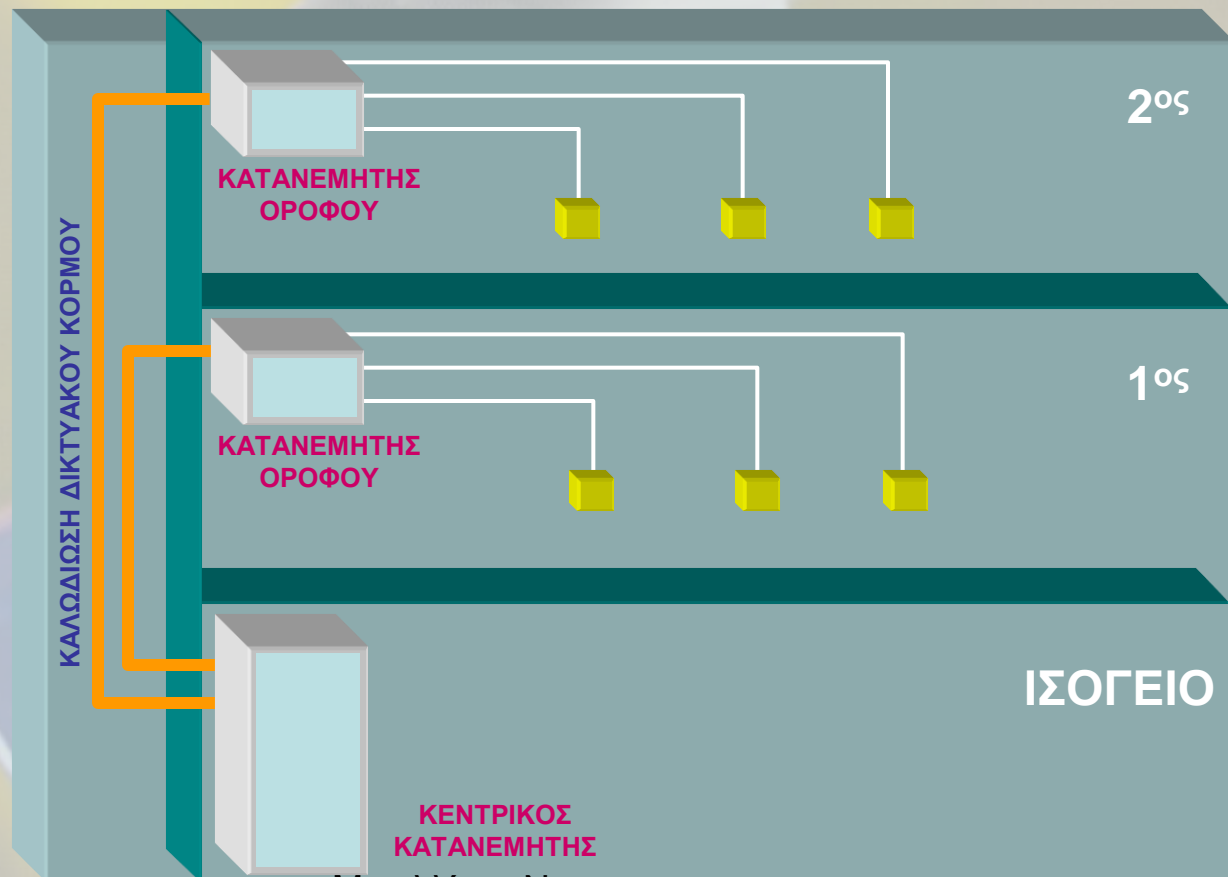 2ος
ΚΑΤΑΝΕΜΗΤΗΣ
ΟΡΟΦΟΥ
ΚΑΛΩΔΙΩΣΗ ΔΙΚΤΥΑΚΟΥ ΚΟΡΜΟΥ
1ος
ΚΑΤΑΝΕΜΗΤΗΣ
ΟΡΟΦΟΥ
ΙΣΟΓΕΙΟ
ΚΕΝΤΡΙΚΟΣ
ΚΑΤΑΝΕΜΗΤΗΣ